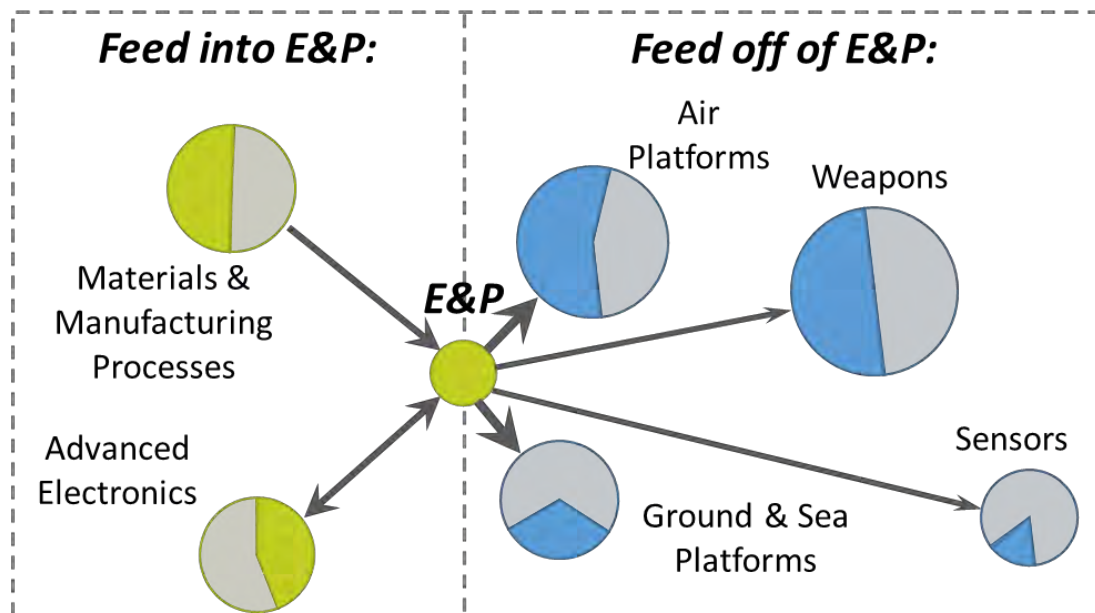 Feed into E&P:
Feed off of E&P:
Air
Platforms
Weapons
Materials &
Manufacturing
Processes
E&P
Advanced
Electronics
Sensors
Ground & Sea
Platforms